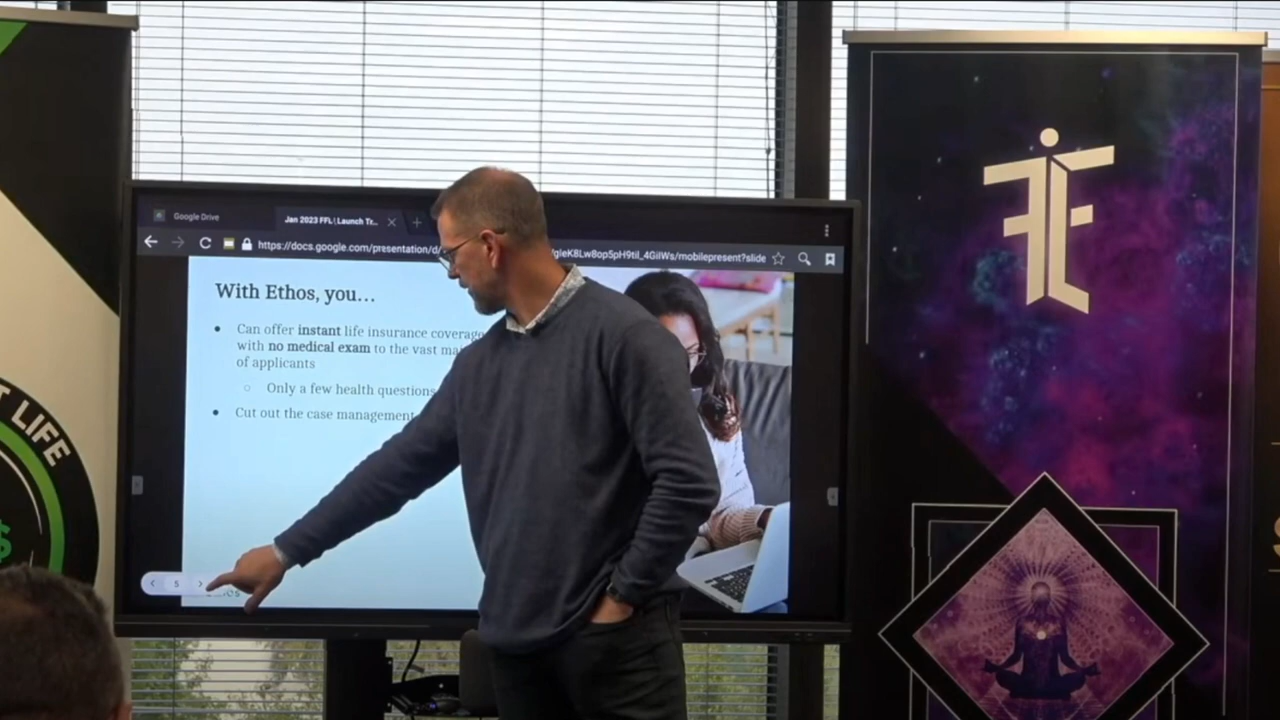 Google Drive
Jan 2023 FFL | Launch Tr...
https://docs.google.com/presentation/d/
gleK8Lw8op5pH9til_4GiIWs/mobilepresent?slide
With Ethos, you...
• Can offer instant life insurance coverage
with no medical exam to the vast
of applicants
○ Only a few health questions
• Cut out the case management
5
LIFE
$